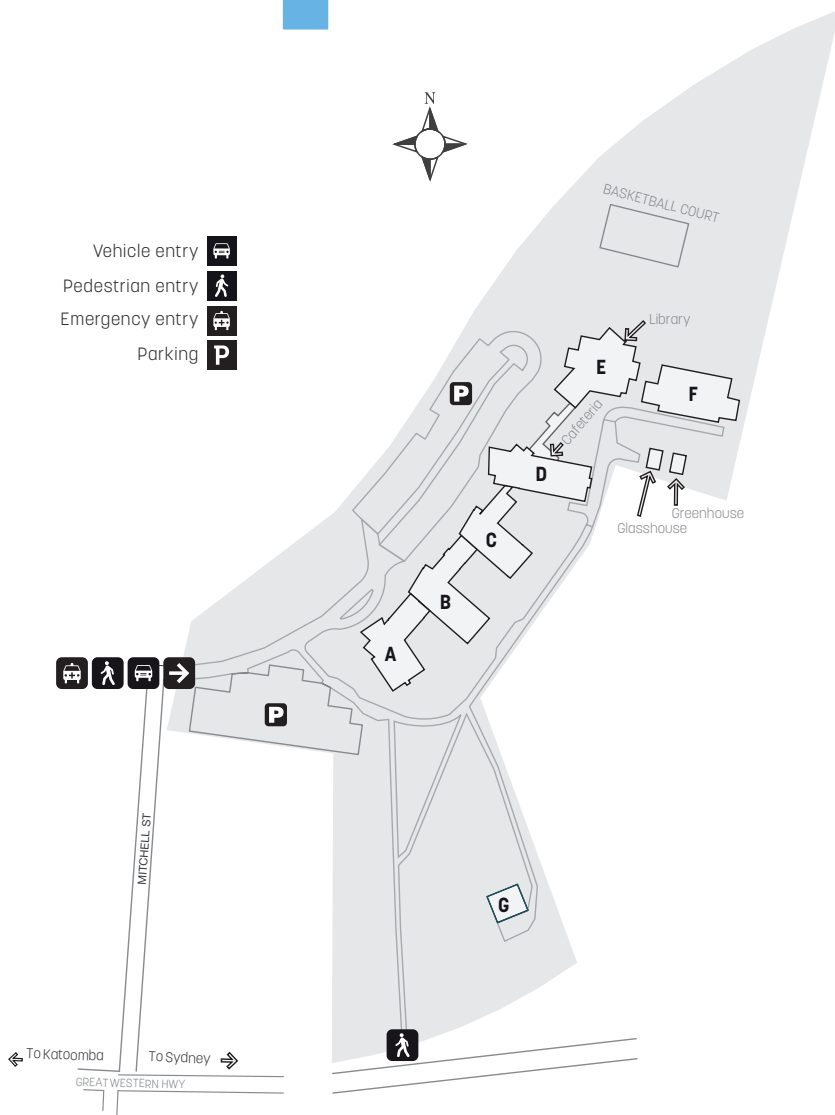 N
BASKETBALL COURT
Vehicle entry
Pedestrian entry
Emergency entry
Parking P
Library
E
F
P
Cafeteria
D
Greenhouse
Glasshouse
C
B
A
P
MITCHELL ST
G
To Katoomba
To Sydney
GREAT WESTERN HWY